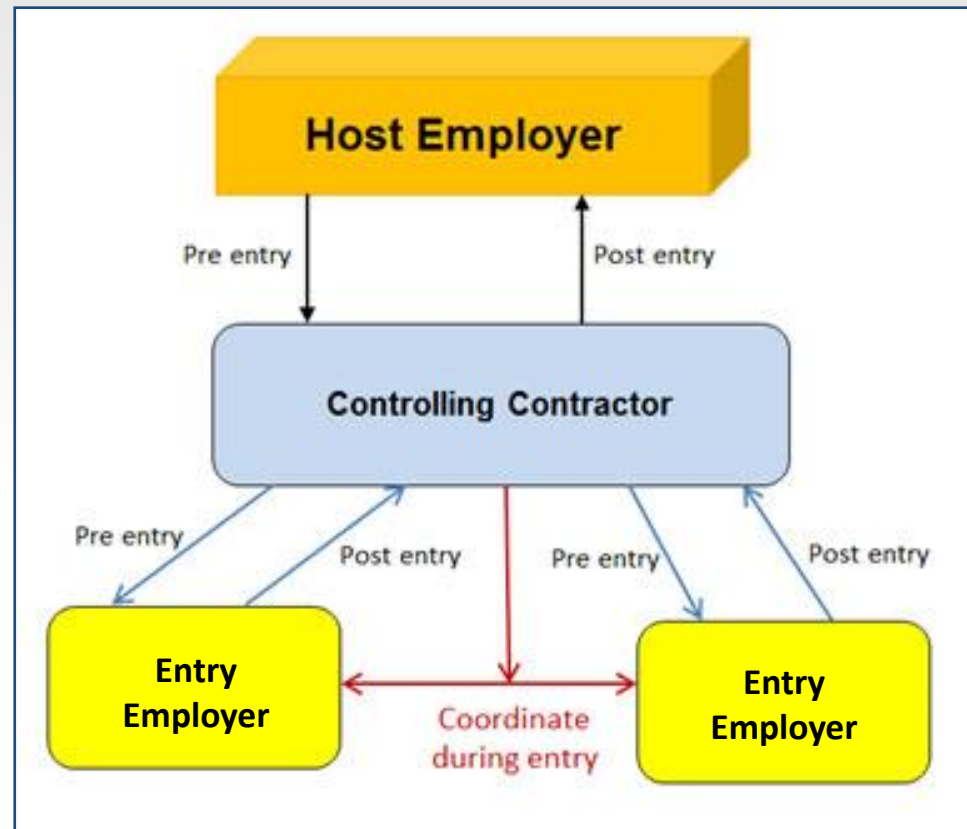 Host Employer
Pre entry
Post entry
Controlling Contractor
Pre entry
Post entry
Pre entry
Post entry
Entry
Employer
Coordinate
during entry
Entry
Employer